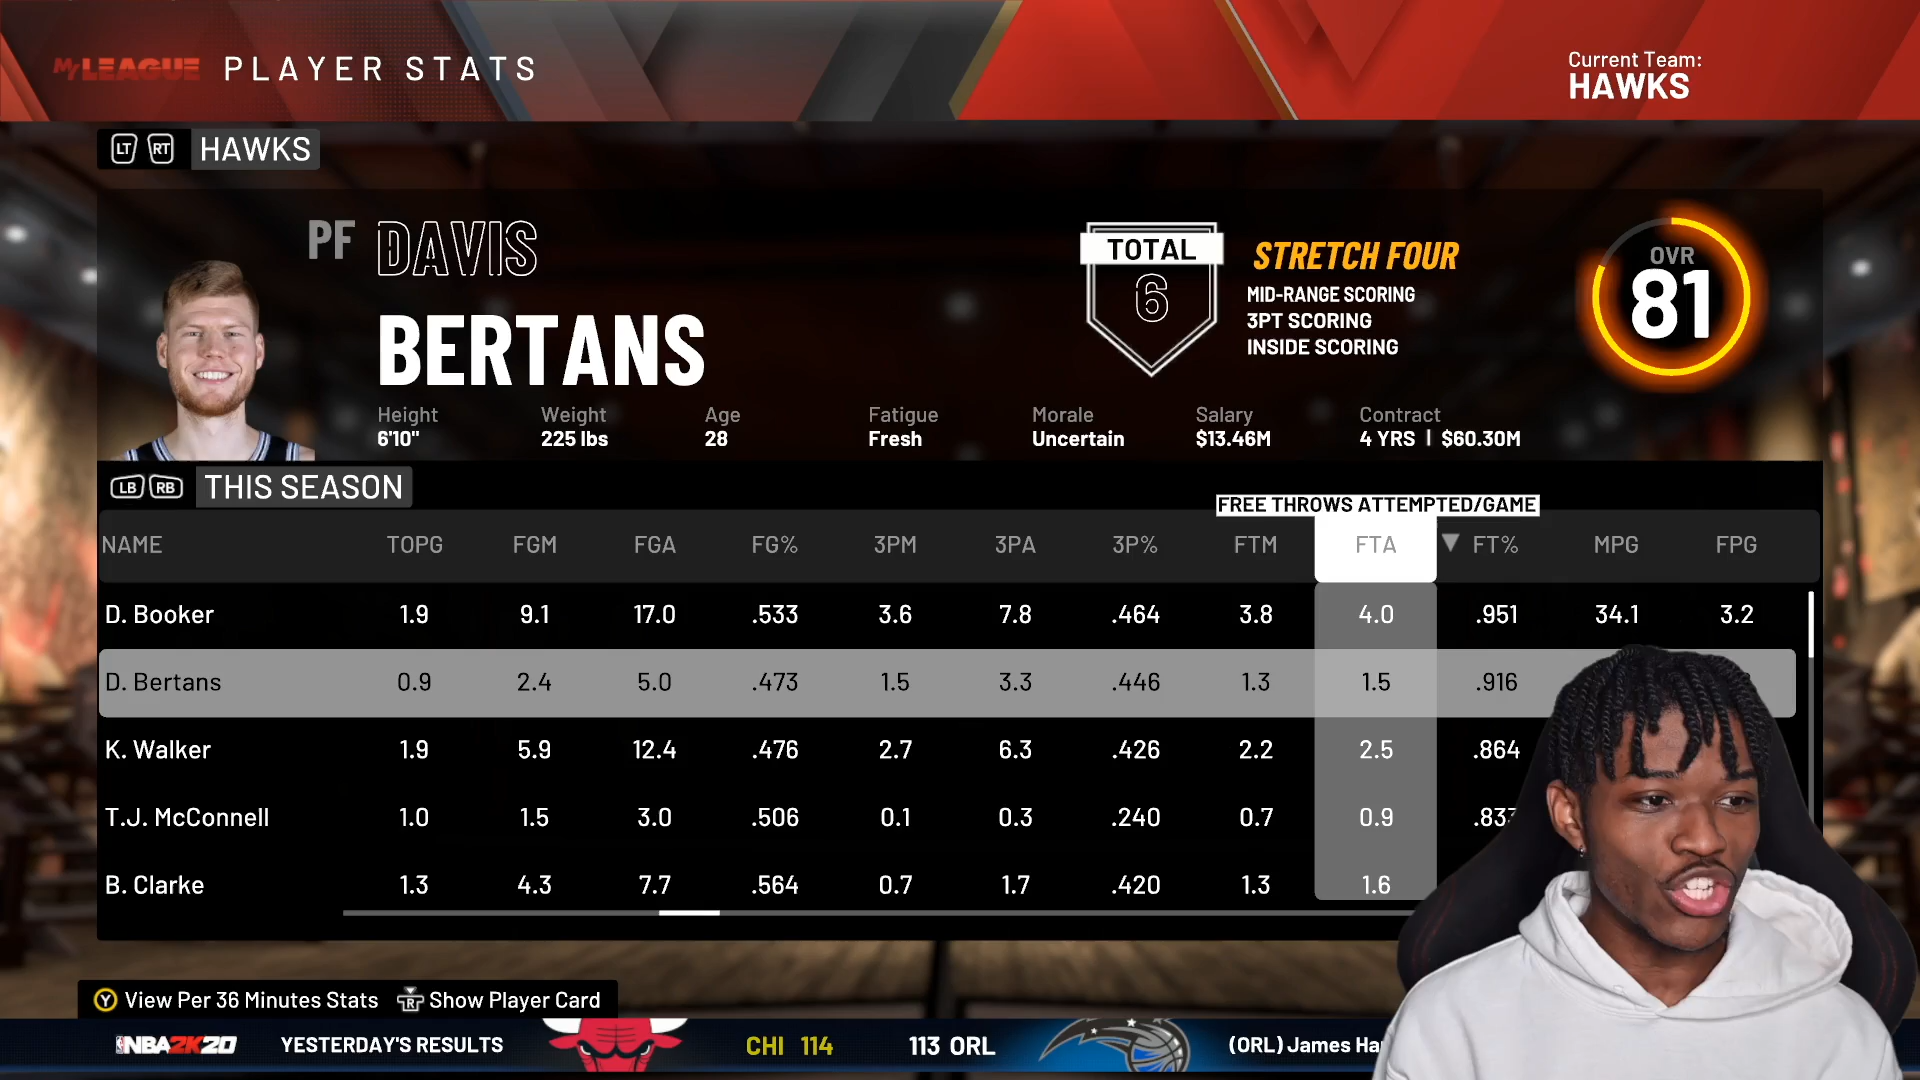 MyLEAGUE PLAYER STATS
Current Team:
HAWKS
LT RT HAWKS
PF DAVIS
BERTANS
TOTAL
6
STRETCH FOUR
MID-RANGE SCORING
3PT SCORING
INSIDE SCORING
OVR
81
Height Weight Age Fatigue Morale Salary Contract
6'10" 225 lbs 28 Fresh Uncertain $13.46M 4 YRS | $60.30M
LB RB THIS SEASON
FREE THROWS ATTEMPTED/GAME
NAME TOPG FGM FGA FG% 3PM 3PA 3P% FTM FTA FT% MPG FPG
D. Booker 1.9 9.1 17.0 .533 3.6 7.8 .464 3.8 4.0 .951 34.1 3.2
D. Bertans 0.9 2.4 5.0 .473 1.5 3.3 .446 1.3 1.5 .916
K. Walker 1.9 5.9 12.4 .476 2.7 6.3 .426 2.2 2.5 .864
T.J. McConnell 1.0 1.5 3.0 .506 0.1 0.3 .240 0.7 0.9
B. Clarke 1.3 4.3 7.7 .564 0.7 1.7 .420 1.3 1.6
Y View Per 36 Minutes Stats R Show Player Card
NBA2K20 YESTERDAY'S RESULTS CHI 114 113 ORL (ORL) James